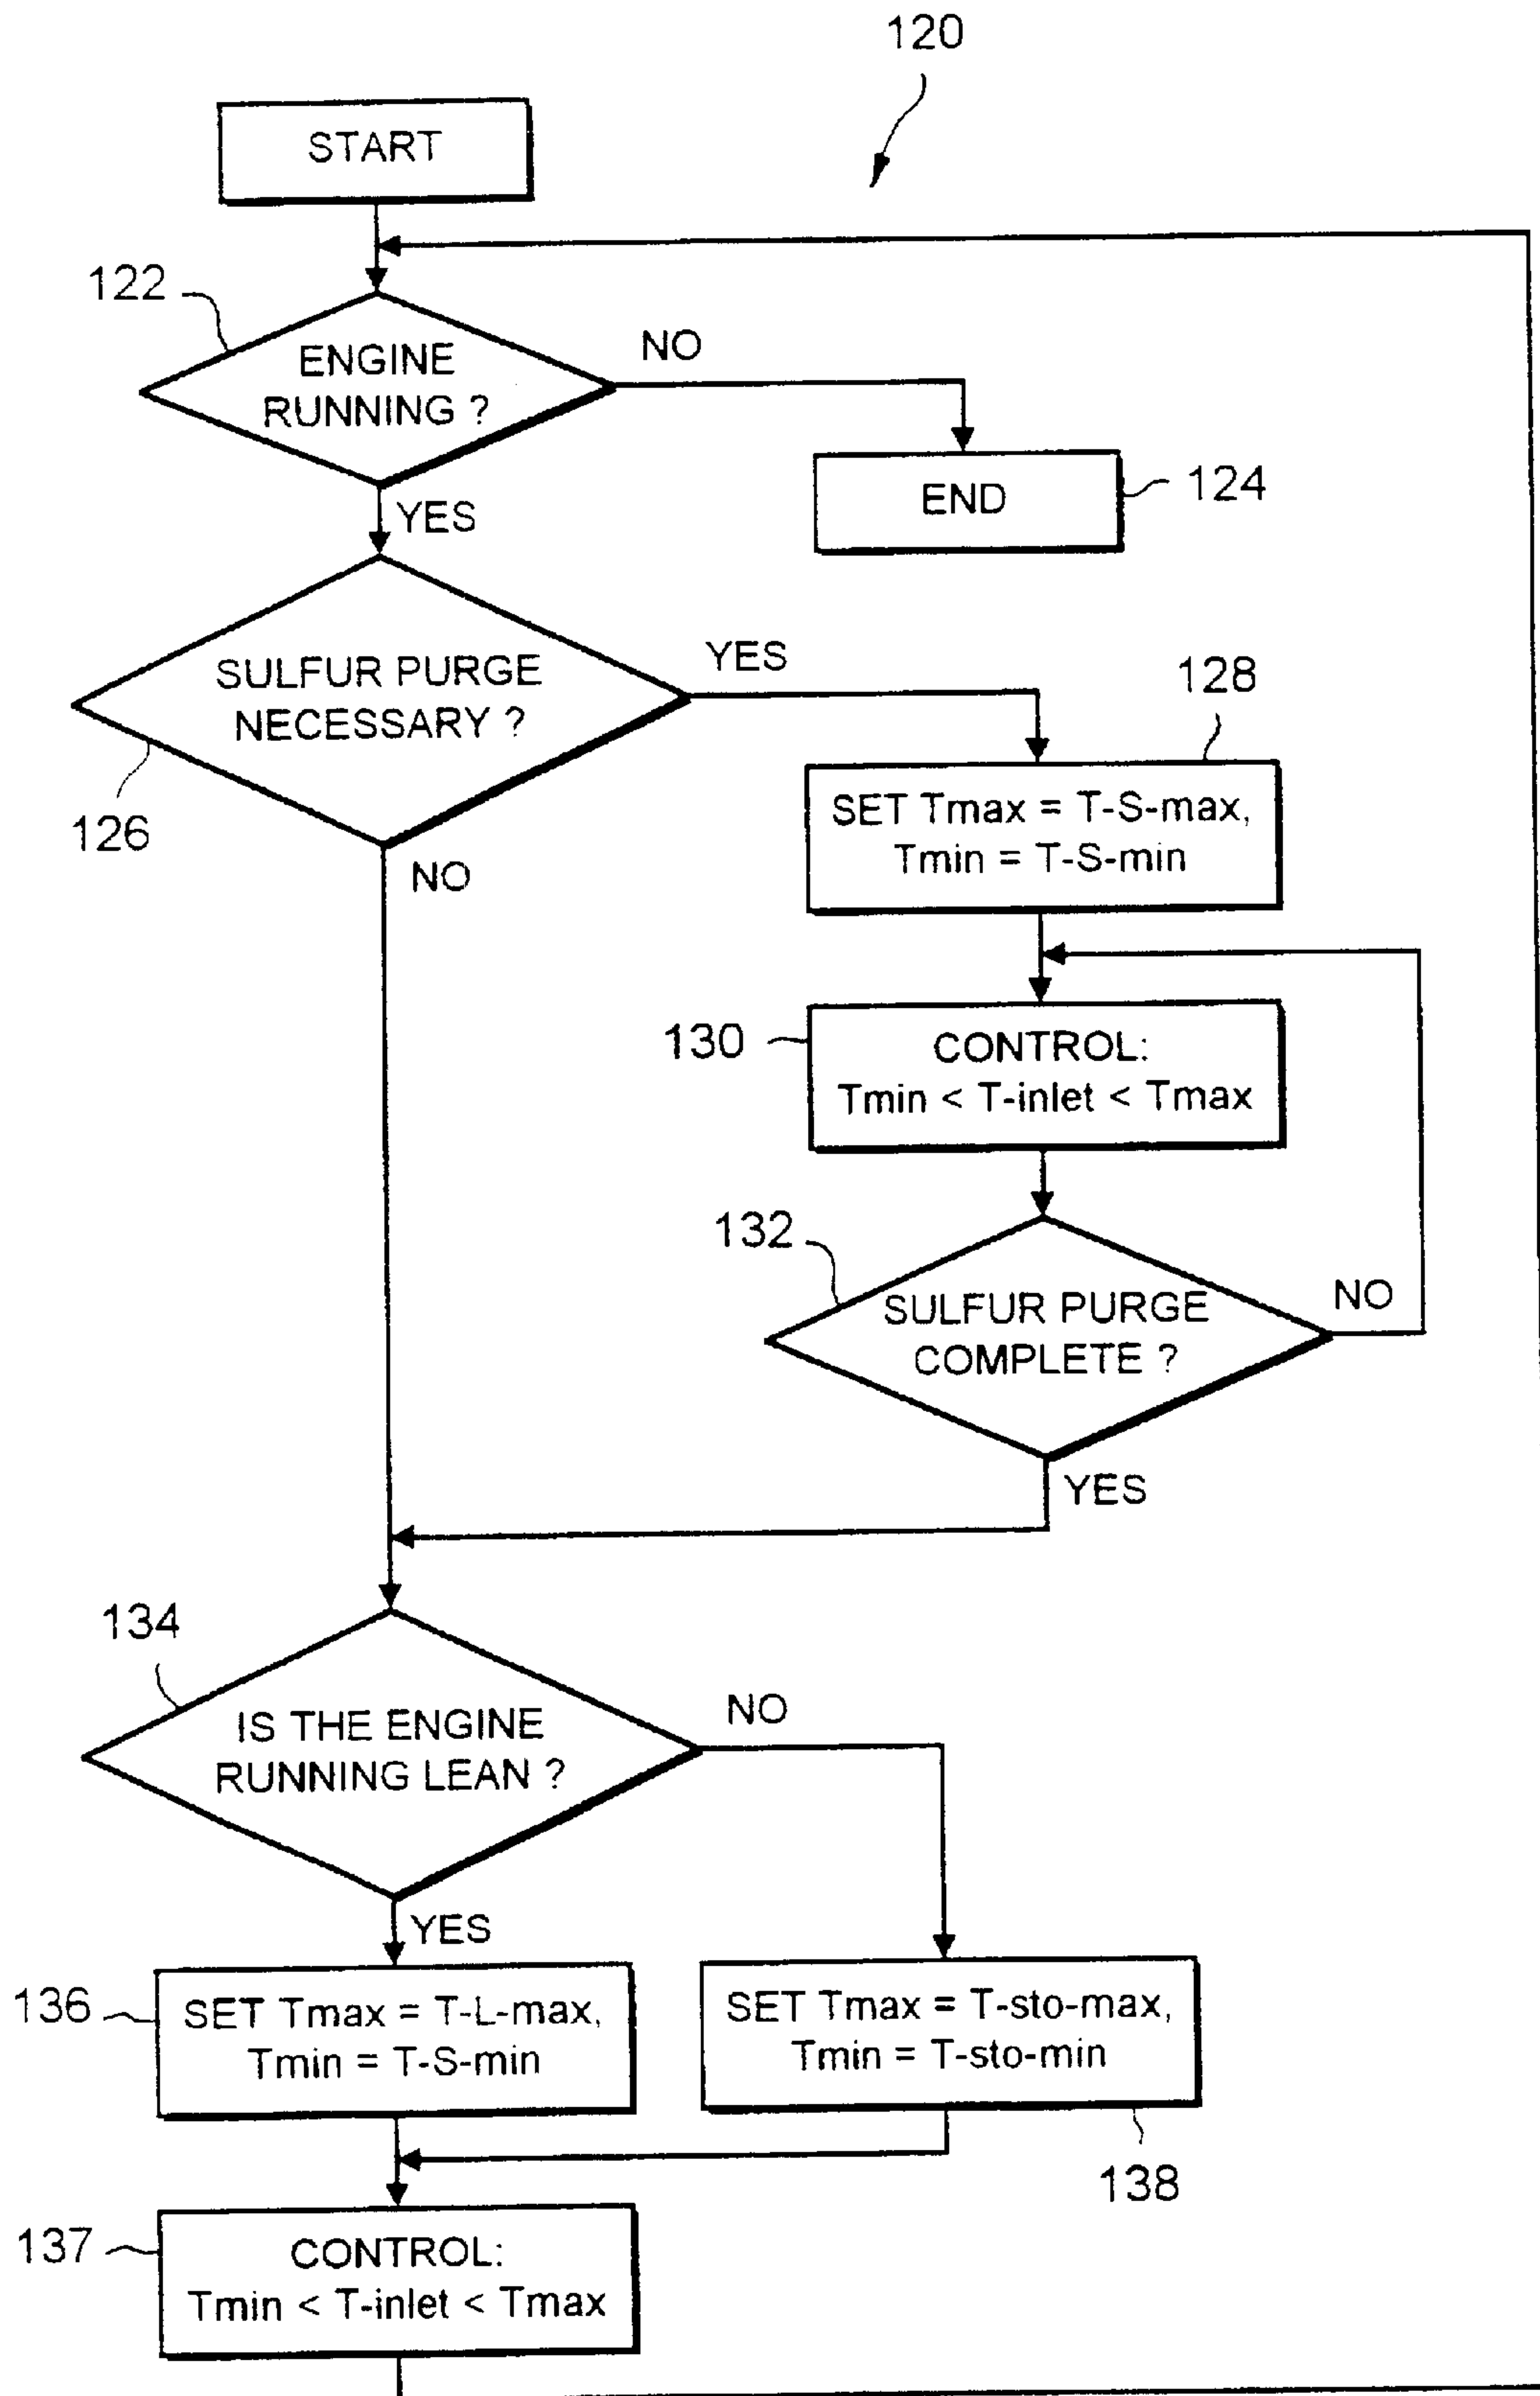 120
START
122
ENGINE
RUNNING ?
NO
END
124
YES
SULFUR PURGE
NECESSARY ?
YES
126
NO
128
SET Tmax = T-S-max,
Tmin = T-S-min
130
CONTROL:
Tmin < T-inlet < Tmax
132
SULFUR PURGE
COMPLETE ?
NO
YES
134
IS THE ENGINE
RUNNING LEAN ?
NO
YES
136
SET Tmax = T-L-max,
Tmin = T-S-min
SET Tmax = T-sto-max,
Tmin = T-sto-min
138
137
CONTROL:
Tmin < T-inlet < Tmax